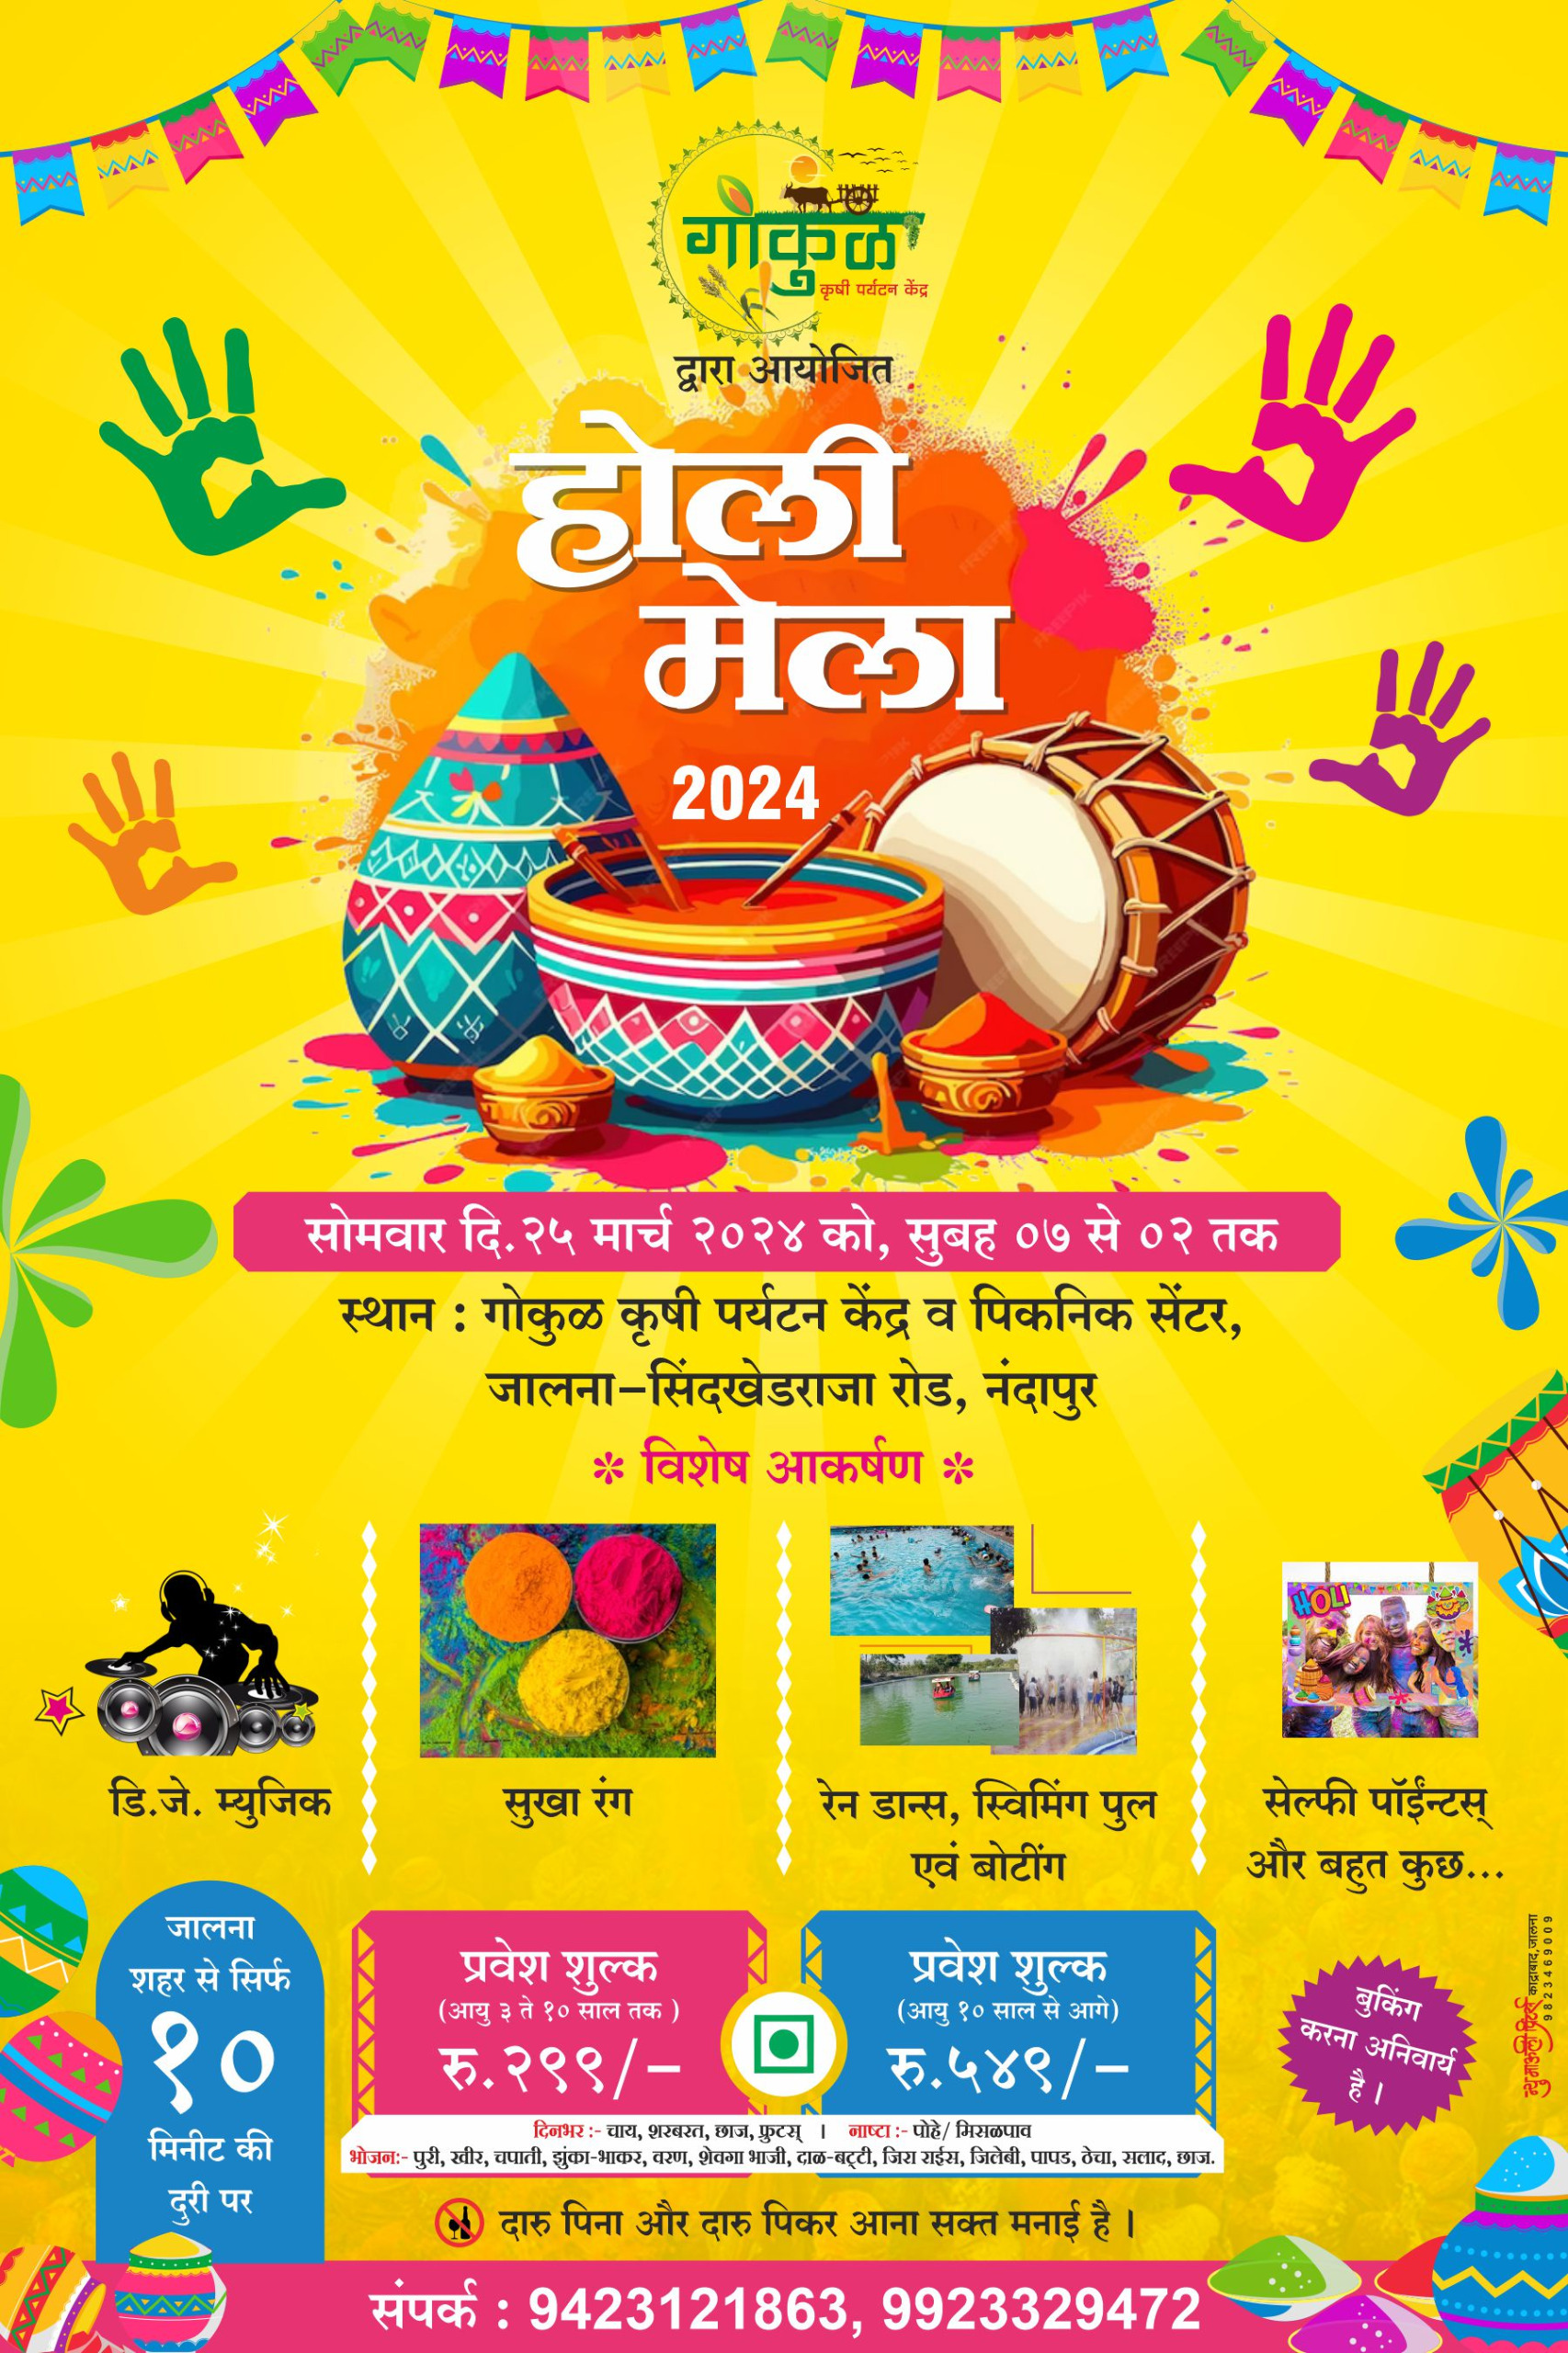 गोकुळ
कृषी पर्यटन केंद्र
द्वारा आयोजित
होली
मेला
2024
सोमवार दि.२५ मार्च २०२४ को, सुबह ०७ से ०२ तक
स्थान : गोकुळ कृषी पर्यटन केंद्र व पिकनिक सेंटर,
जालना-सिंदखेडराजा रोड, नंदापुर
* विशेष आकर्षण *
HOLI
डि.जे. म्युजिक
सुखा रंग
रेन डान्स, स्विमिंग पुल
एवं बोटींग
सेल्फी पॉईंन्टस्
और बहुत कुछ...
जालना
शहर से सिर्फ
१०
मिनीट की
दुरी पर
प्रवेश शुल्क
(आयु ३ ते १० साल तक )
रु.२९९/-
प्रवेश शुल्क
(आयु १० साल से आगे)
रु.५४९/-
बुकिंग
करना अनिवार्य
है ।
दिनभर :- चाय, शरबरत, छाज, फ्रुटस् । नाष्टा :- पोहे/ मिसळपाव
भोजन:- पुरी, खीर, चपाती, झुंका-भाकर, वरण, शेवगा भाजी, दाळ-बट्टी, जिरा राईस, जिलेबी, पापड, ठेचा, सलाद, छाज.
दारु पिना और दारु पिकर आना सक्त मनाई है ।
संपर्क : 9423121863, 9923329472
काद्राबाद, जालना
9823469009